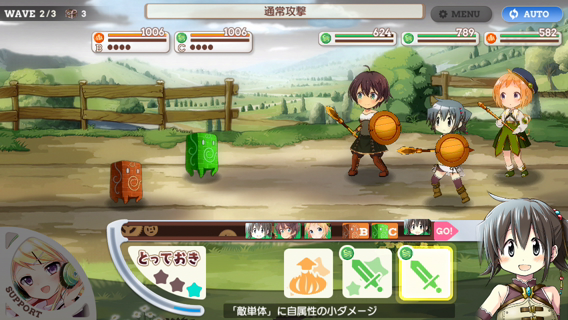 WAVE 2/3 3
通常攻撃
MENU
AUTO
1006
B
1006
C
624
789
582
B
C
GO!
とっておき
SUPPORT
「敵単体」に自属性の小ダメージ